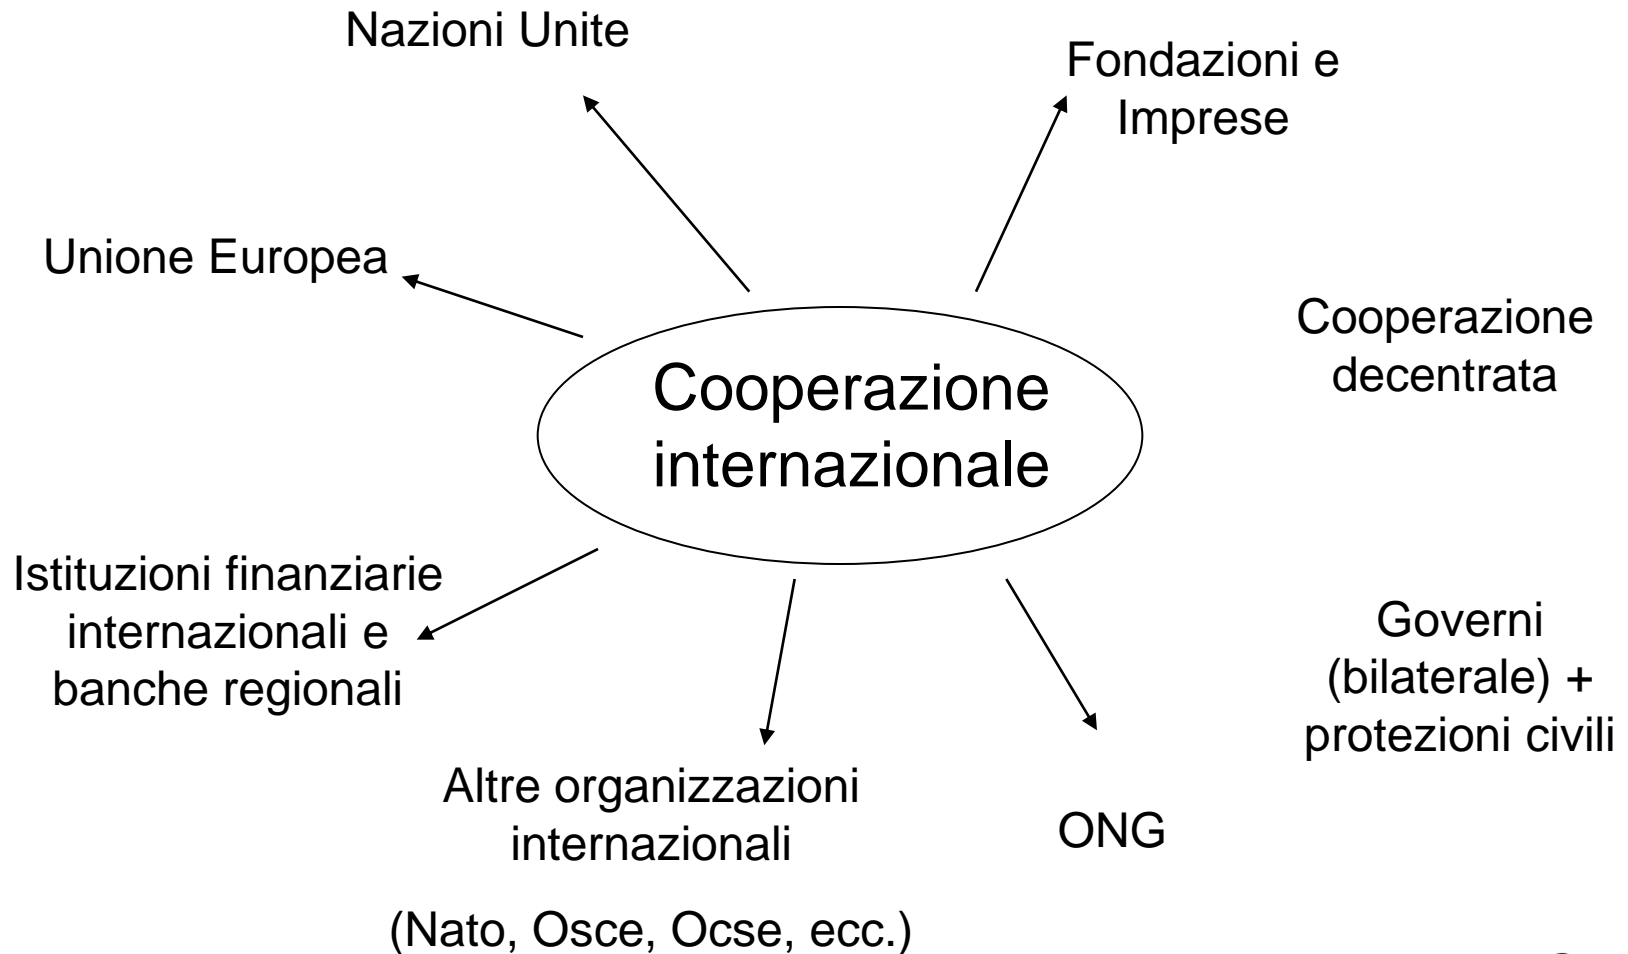 Nazioni Unite
Fondazioni e
Imprese
Unione Europea
Cooperazione
decentrata
Cooperazione
internazionale
Istituzioni finanziarie
internazionali e
banche regionali
Governi
(bilaterale) +
protezioni civili
Altre organizzazioni
internazionali
ONG
(Nato, Osce, Ocse, ecc.)